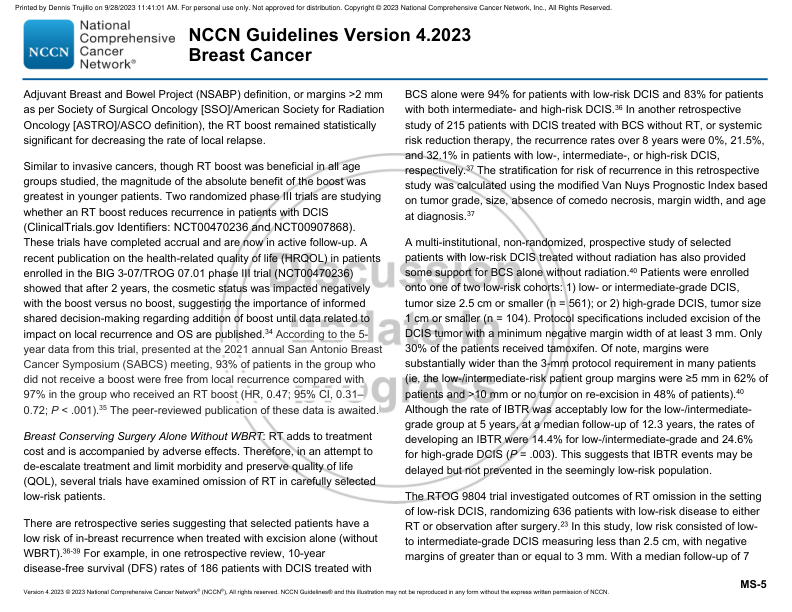 Printed by Dennis Trujillo on 9/28/2023 11:41:01 AM. For personal use only. Not approved for distribution. Copyright © 2023 National Comprehensive Cancer Network, Inc., All Rights Reserved.
NCCN
National
Comprehensive
Cancer
Network®
NCCN Guidelines Version 4.2023
Breast Cancer
Adjuvant Breast and Bowel Project (NSABP) definition, or margins >2 mm
as per Society of Surgical Oncology [SSO]/American Society for Radiation
Oncology [ASTRO]/ASCO definition), the RT boost remained statistically
significant for decreasing the rate of local relapse.
Similar to invasive cancers, though RT boost was beneficial in all age
groups studied, the magnitude of the absolute benefit of the boost was
greatest in younger patients. Two randomized phase III trials are studying
whether an RT boost reduces recurrence in patients with DCIS
(ClinicalTrials.gov Identifiers: NCT00470236 and NCT00907868).
These trials have completed accrual and are now in active follow-up. A
recent publication on the health-related quality of life (HRQOL) in patients
enrolled in the BIG 3-07/TROG 07.01 phase III trial (NCT00470236)
showed that after 2 years, the cosmetic status was impacted negatively
with the boost versus no boost, suggesting the importance of informed
shared decision-making regarding addition of boost until data related to
impact on local recurrence and OS are published.34 According to the 5-
year data from this trial, presented at the 2021 annual San Antonio Breast
Cancer Symposium (SABCS) meeting, 93% of patients in the group who
did not receive a boost were free from local recurrence compared with
97% in the group who received an RT boost (HR, 0.47; 95% CI, 0.31–
0.72; P < .001).35 The peer-reviewed publication of these data is awaited.
Breast Conserving Surgery Alone Without WBRT: RT adds to treatment
cost and is accompanied by adverse effects. Therefore, in an attempt to
de-escalate treatment and limit morbidity and preserve quality of life
(QOL), several trials have examined omission of RT in carefully selected
low-risk patients.
There are retrospective series suggesting that selected patients have a
low risk of in-breast recurrence when treated with excision alone (without
WBRT).36-39 For example, in one retrospective review, 10-year
disease-free survival (DFS) rates of 186 patients with DCIS treated with
BCS alone were 94% for patients with low-risk DCIS and 83% for patients
with both intermediate- and high-risk DCIS.36 In another retrospective
study of 215 patients with DCIS treated with BCS without RT, or systemic
risk reduction therapy, the recurrence rates over 8 years were 0%, 21.5%,
and 32.1% in patients with low-, intermediate-, or high-risk DCIS,
respectively.37 The stratification for risk of recurrence in this retrospective
study was calculated using the modified Van Nuys Prognostic Index based
on tumor grade, size, absence of comedo necrosis, margin width, and age
at diagnosis.37
A multi-institutional, non-randomized, prospective study of selected
patients with low-risk DCIS treated without radiation has also provided
some support for BCS alone without radiation.40 Patients were enrolled
onto one of two low-risk cohorts: 1) low- or intermediate-grade DCIS,
tumor size 2.5 cm or smaller (n = 561); or 2) high-grade DCIS, tumor size
1 cm or smaller (n = 104). Protocol specifications included excision of the
DCIS tumor with a minimum negative margin width of at least 3 mm. Only
30% of the patients received tamoxifen. Of note, margins were
substantially wider than the 3-mm protocol requirement in many patients
(ie, the low-/intermediate-risk patient group margins were ≥5 mm in 62% of
patients and >10 mm or no tumor on re-excision in 48% of patients).40
Although the rate of IBTR was acceptably low for the low-/intermediate-
grade group at 5 years, at a median follow-up of 12.3 years, the rates of
developing an IBTR were 14.4% for low-/intermediate-grade and 24.6%
for high-grade DCIS (P = .003). This suggests that IBTR events may be
delayed but not prevented in the seemingly low-risk population.
The RTOG 9804 trial investigated outcomes of RT omission in the setting
of low-risk DCIS, randomizing 636 patients with low-risk disease to either
RT or observation after surgery.23 In this study, low risk consisted of low-
to intermediate-grade DCIS measuring less than 2.5 cm, with negative
margins of greater than or equal to 3 mm. With a median follow-up of 7
Discussion
update in
progress
MS-5
Version 4.2023 © 2023 National Comprehensive Cancer Network® (NCCN®), All rights reserved. NCCN Guidelines® and this illustration may not be reproduced in any form without the express written permission of NCCN.